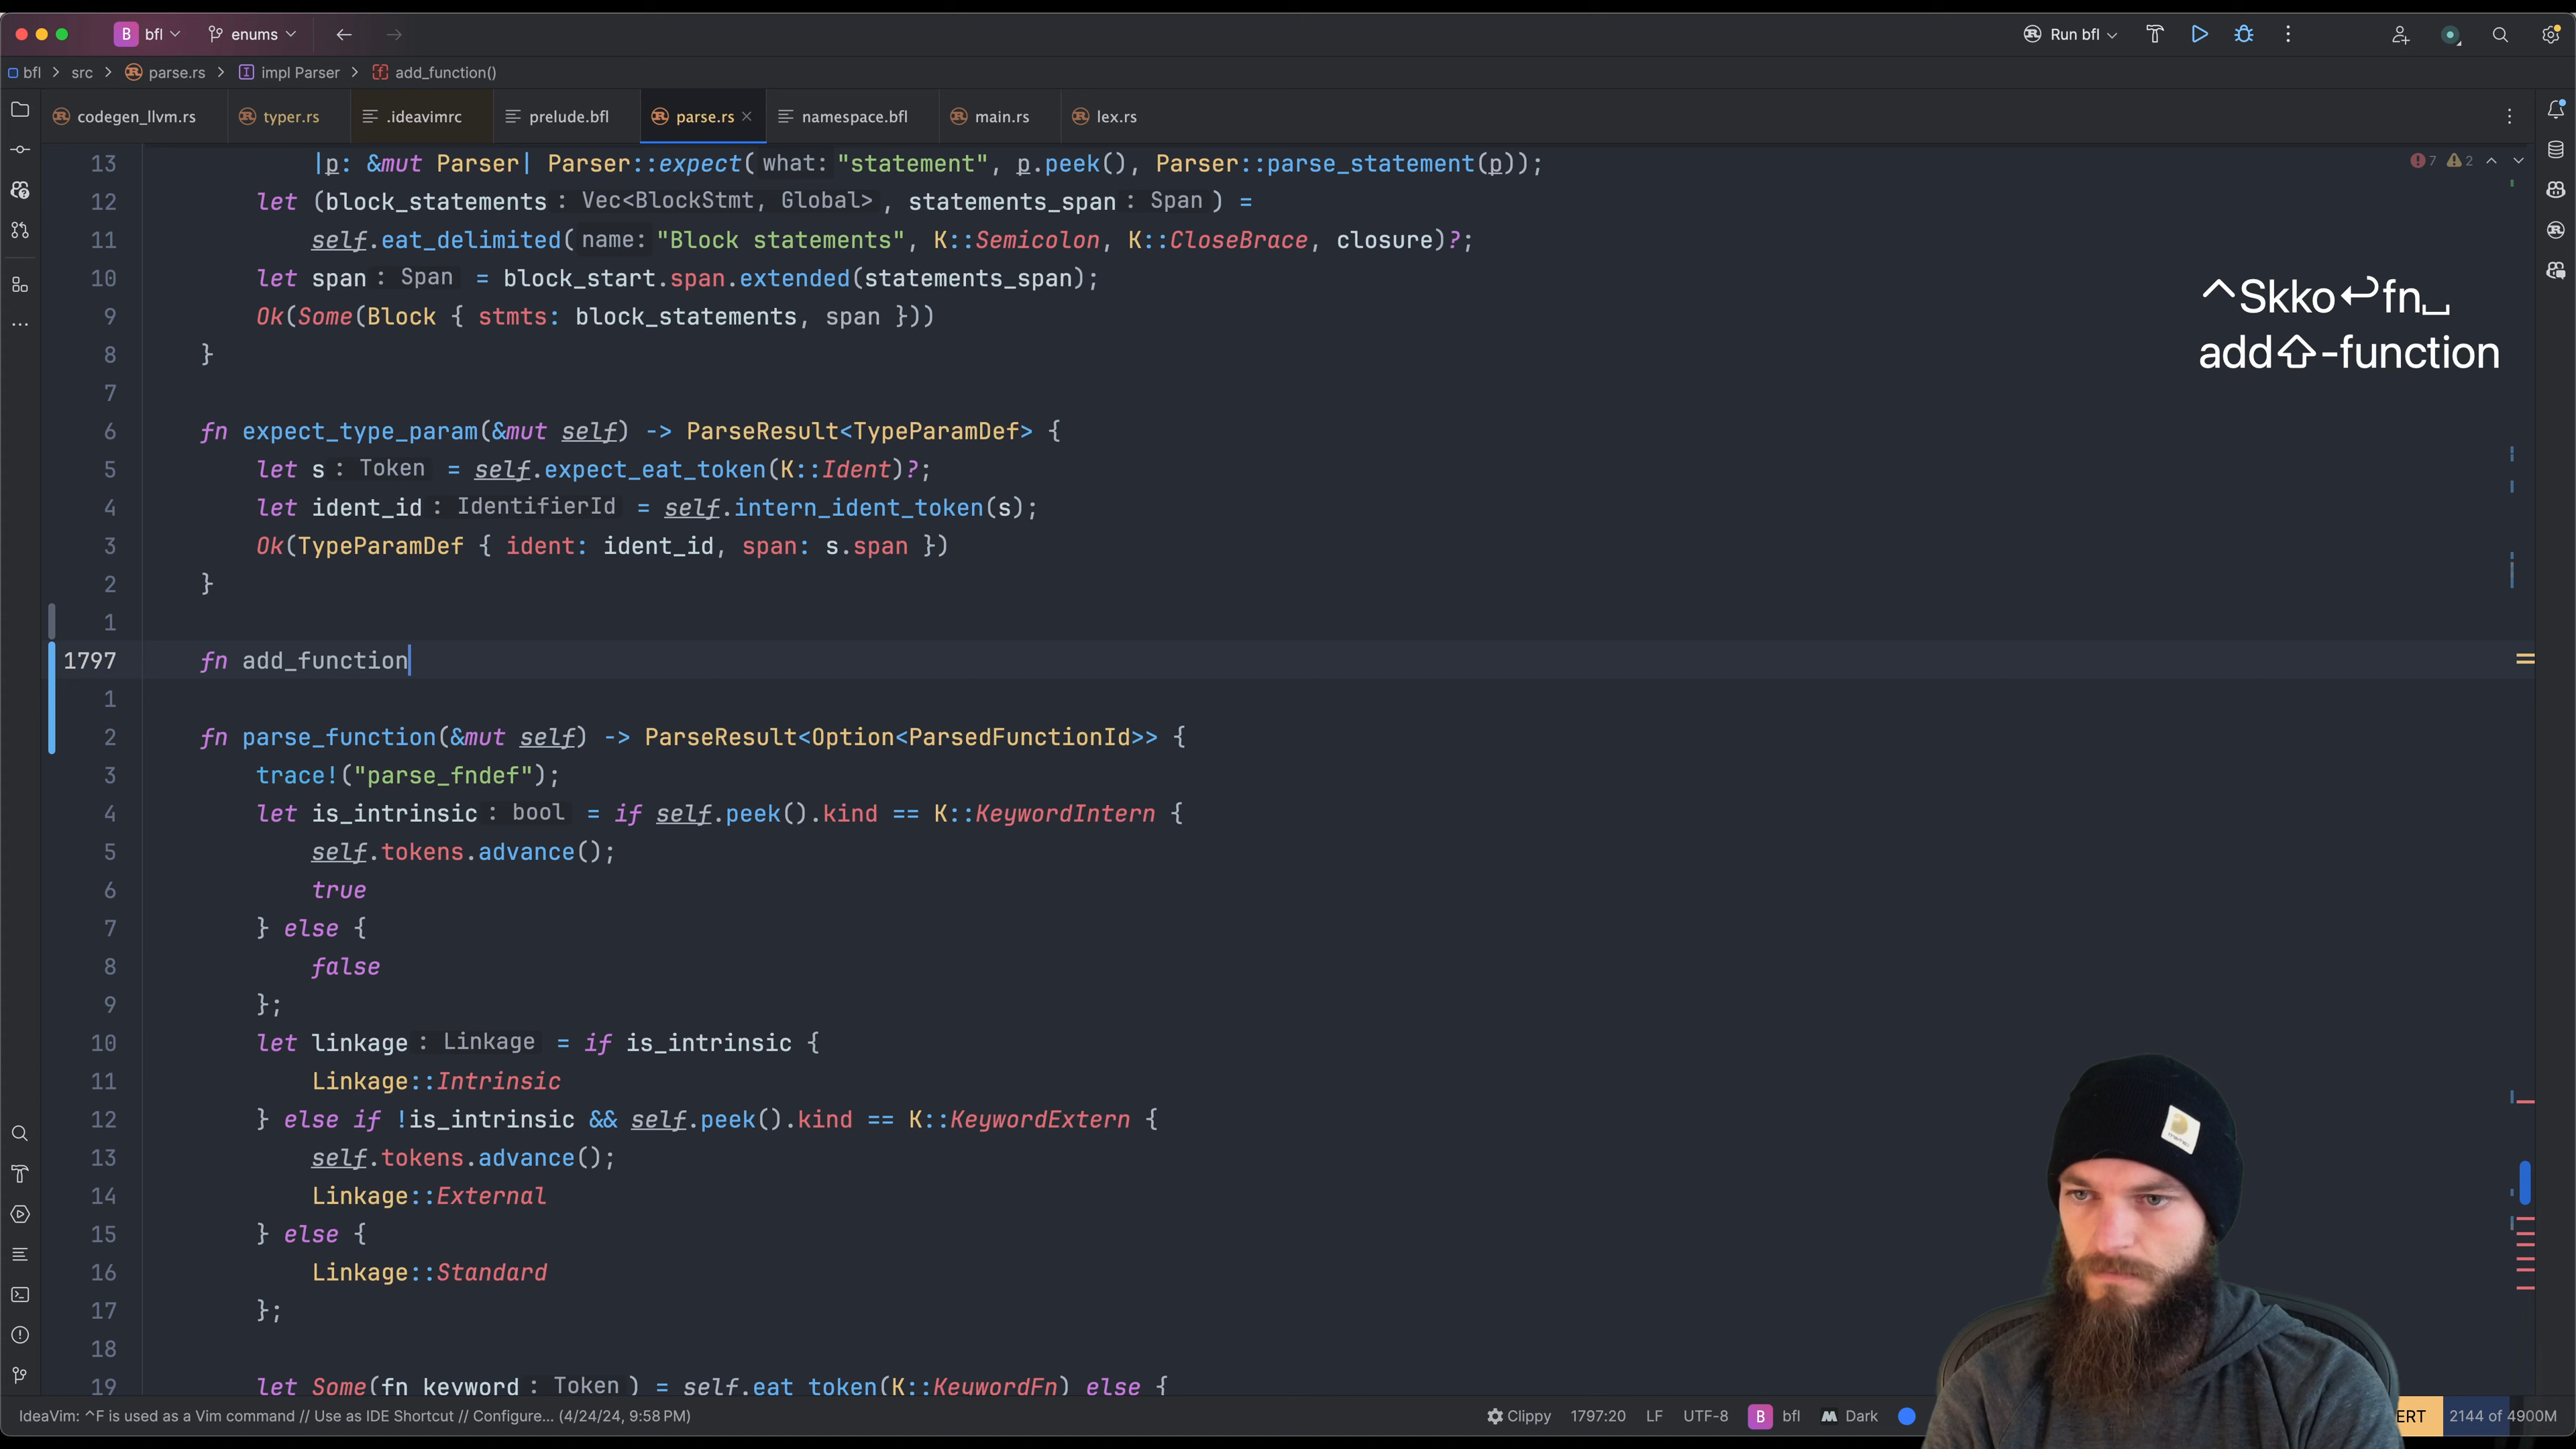 B bfl enums Run bfl
bfl > src > parse.rs > impl Parser > add_function()
codegen_llvm.rs typer.rs .ideavimrc prelude.bfl parse.rs namespace.bfl main.rs lex.rs
13 |p: &mut Parser| Parser::expect( what: "statement", p.peek(), Parser::parse_statement(p)); 7 2
12 let (block_statements : Vec<BlockStmt, Global> , statements_span : Span ) =
11 self.eat_delimited( name: "Block statements", K::Semicolon, K::CloseBrace, closure)?;
10 let span : Span = block_start.span.extended(statements_span);
9 Ok(Some(Block { stmts: block_statements, span }))
8 }
7
6 fn expect_type_param(&mut self) -> ParseResult<TypeParamDef> {
5 let s : Token = self.expect_eat_token(K::Ident)?;
4 let ident_id : IdentifierId = self.intern_ident_token(s);
3 Ok(TypeParamDef { ident: ident_id, span: s.span })
2 }
1
1797 fn add_function
1
2 fn parse_function(&mut self) -> ParseResult<Option<ParsedFunctionId>> {
3 trace!("parse_fndef");
4 let is_intrinsic : bool = if self.peek().kind == K::KeywordIntern {
5 self.tokens.advance();
6 true
7 } else {
8 false
9 };
10 let linkage : Linkage = if is_intrinsic {
11 Linkage::Intrinsic
12 } else if !is_intrinsic && self.peek().kind == K::KeywordExtern {
13 self.tokens.advance();
14 Linkage::External
15 } else {
16 Linkage::Standard
17 };
18
19 let Some(fn_keyword : Token ) = self.eat_token(K::KeywordFn) else {
^Skko↩fn␣
add⇧-function
IdeaVim: ^F is used as a Vim command // Use as IDE Shortcut // Configure... (4/24/24, 9:58 PM) Clippy 1797:20 LF UTF-8 B bfl Dark ERT 2144 of 4900M